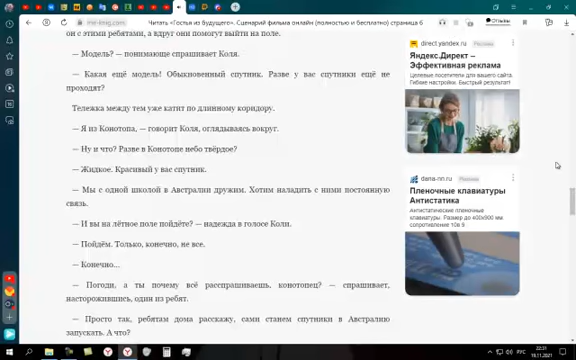 me-knig.com
Читать «Гостья из будущего». Сценарий фильма онлайн (полностью и бесплатно) страница 6
Отзывы
он с этими ребятами, а вдруг они помогут выйти на поле.
— Модель? — понимающе спрашивает Коля.
— Какая ещё модель! Обыкновенный спутник. Разве у вас спутники ещё не
проходят?
Тележка между тем уже катит по длинному коридору.
— Я из Конотопа, — говорит Коля, оглядываясь вокруг.
— Ну и что? Разве в Конотопе небо твёрдое?
— Жидкое. Красивый у вас спутник.
— Мы с одной школой в Австралии дружим. Хотим наладить с ними постоянную
связь.
— И вы на лётное поле пойдёте? — надежда в голосе Коли.
— Пойдём. Только, конечно, не все.
— Конечно...
— Погоди, а ты почему всё расспрашиваешь, конотопец? — спрашивает,
насторожившись, один из ребят.
— Просто так, ребятам дома расскажу, сами станем спутники в Австралию
запускать. А что?
direct.yandex.ru Реклама
Яндекс.Директ –
Эффективная реклама
Целевые посетители для вашего сайта.
Гибкие настройки. Быстрый результат!
dana-nn.ru Реклама
Пленочные клавиатуры
Антистатика
Антистатические пленочные
клавиатуры. Размер до 400х900 мм.
сопротивление 10в 9
РУС
22:31
19.11.2021